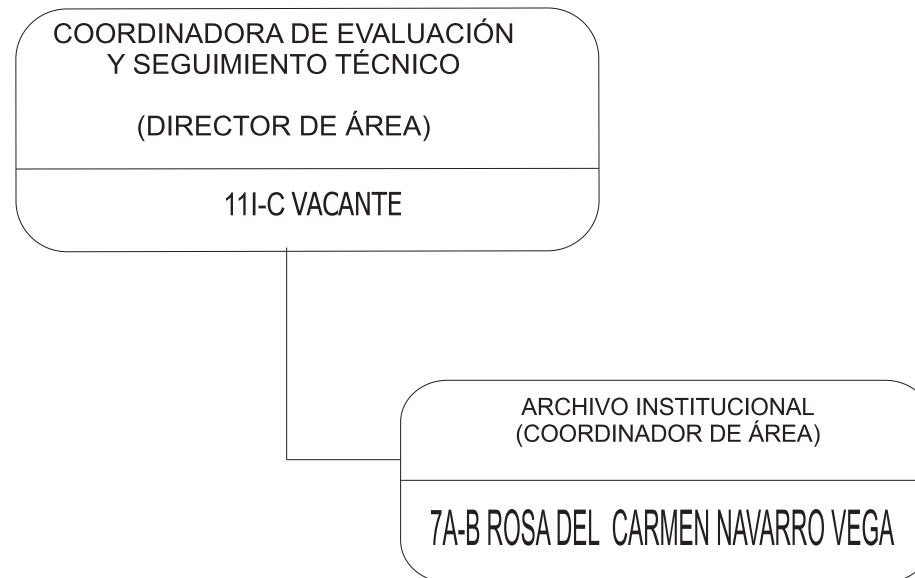 COORDINADORA DE EVALUACIÓN
Y SEGUIMIENTO TÉCNICO
(DIRECTOR DE ÁREA)
11I-C VACANTE
ARCHIVO INSTITUCIONAL
(COORDINADOR DE ÁREA)
7A-B ROSA DEL CARMEN NAVARRO VEGA